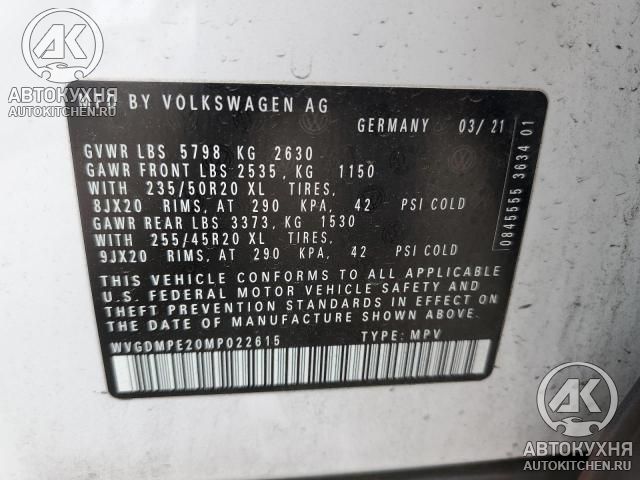 АВТОКУХНЯ
AUTOKITCHEN.RU
MFD BY VOLKSWAGEN AG
GERMANY 03/21
GVWR LBS 5798 KG 2630
GAWR FRONT LBS 2535, KG 1150
WITH 235/50R20 XL TIRES,
8JX20 RIMS, AT 290 KPA, 42 PSI COLD
GAWR REAR LBS 3373, KG 1530
WITH 255/45R20 XL TIRES,
9JX20 RIMS, AT 290 KPA, 42 PSI COLD
THIS VEHICLE CONFORMS TO ALL APPLICABLE
U.S. FEDERAL MOTOR VEHICLE SAFETY AND
THEFT PREVENTION STANDARDS IN EFFECT ON
THE DATE OF MANUFACTURE SHOWN ABOVE.
WVGDMPE20MP022615 TYPE: MPV
0845555 3634 01
АВТОКУХНЯ
AUTOKITCHEN.RU